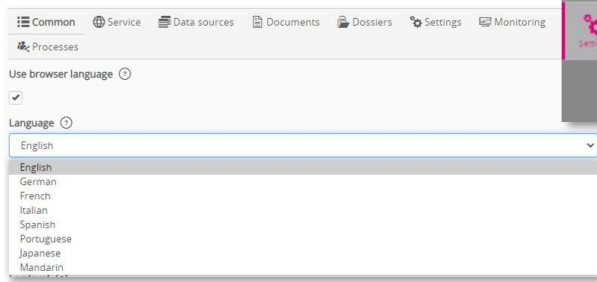 Common Service Data sources Documents Dossiers Settings Monitoring
Processes
Use browser language ?
Language ?
English
English
German
French
Italian
Spanish
Portuguese
Japanese
Mandarin